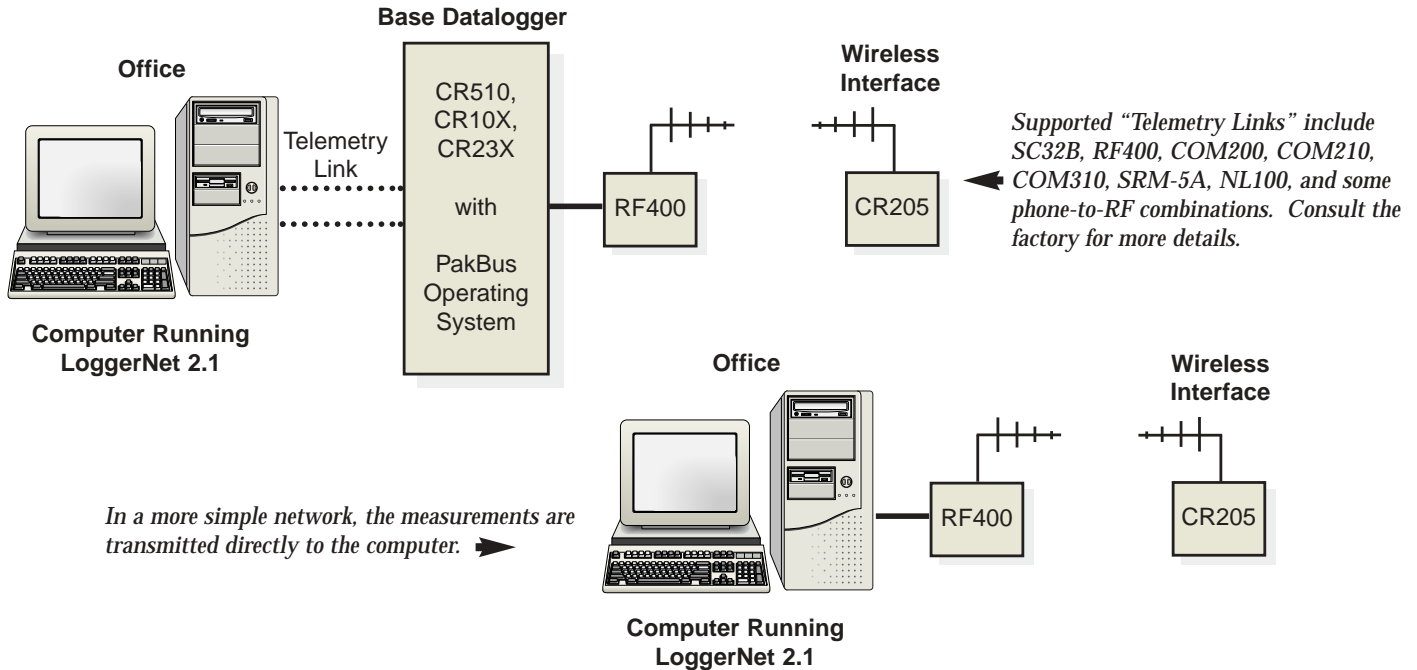 Base Datalogger
Office
Wireless
Interface
CR510,
CR10X,
CR23X
with
PakBus
Operating
System
Telemetry
Link
RF400
CR205
Supported “Telemetry Links” include
SC32B, RF400, COM200, COM210,
COM310, SRM-5A, NL100, and some
phone-to-RF combinations. Consult the
factory for more details.
Computer Running
LoggerNet 2.1
Office
Wireless
Interface
RF400
CR205
In a more simple network, the measurements are
transmitted directly to the computer.
Computer Running
LoggerNet 2.1